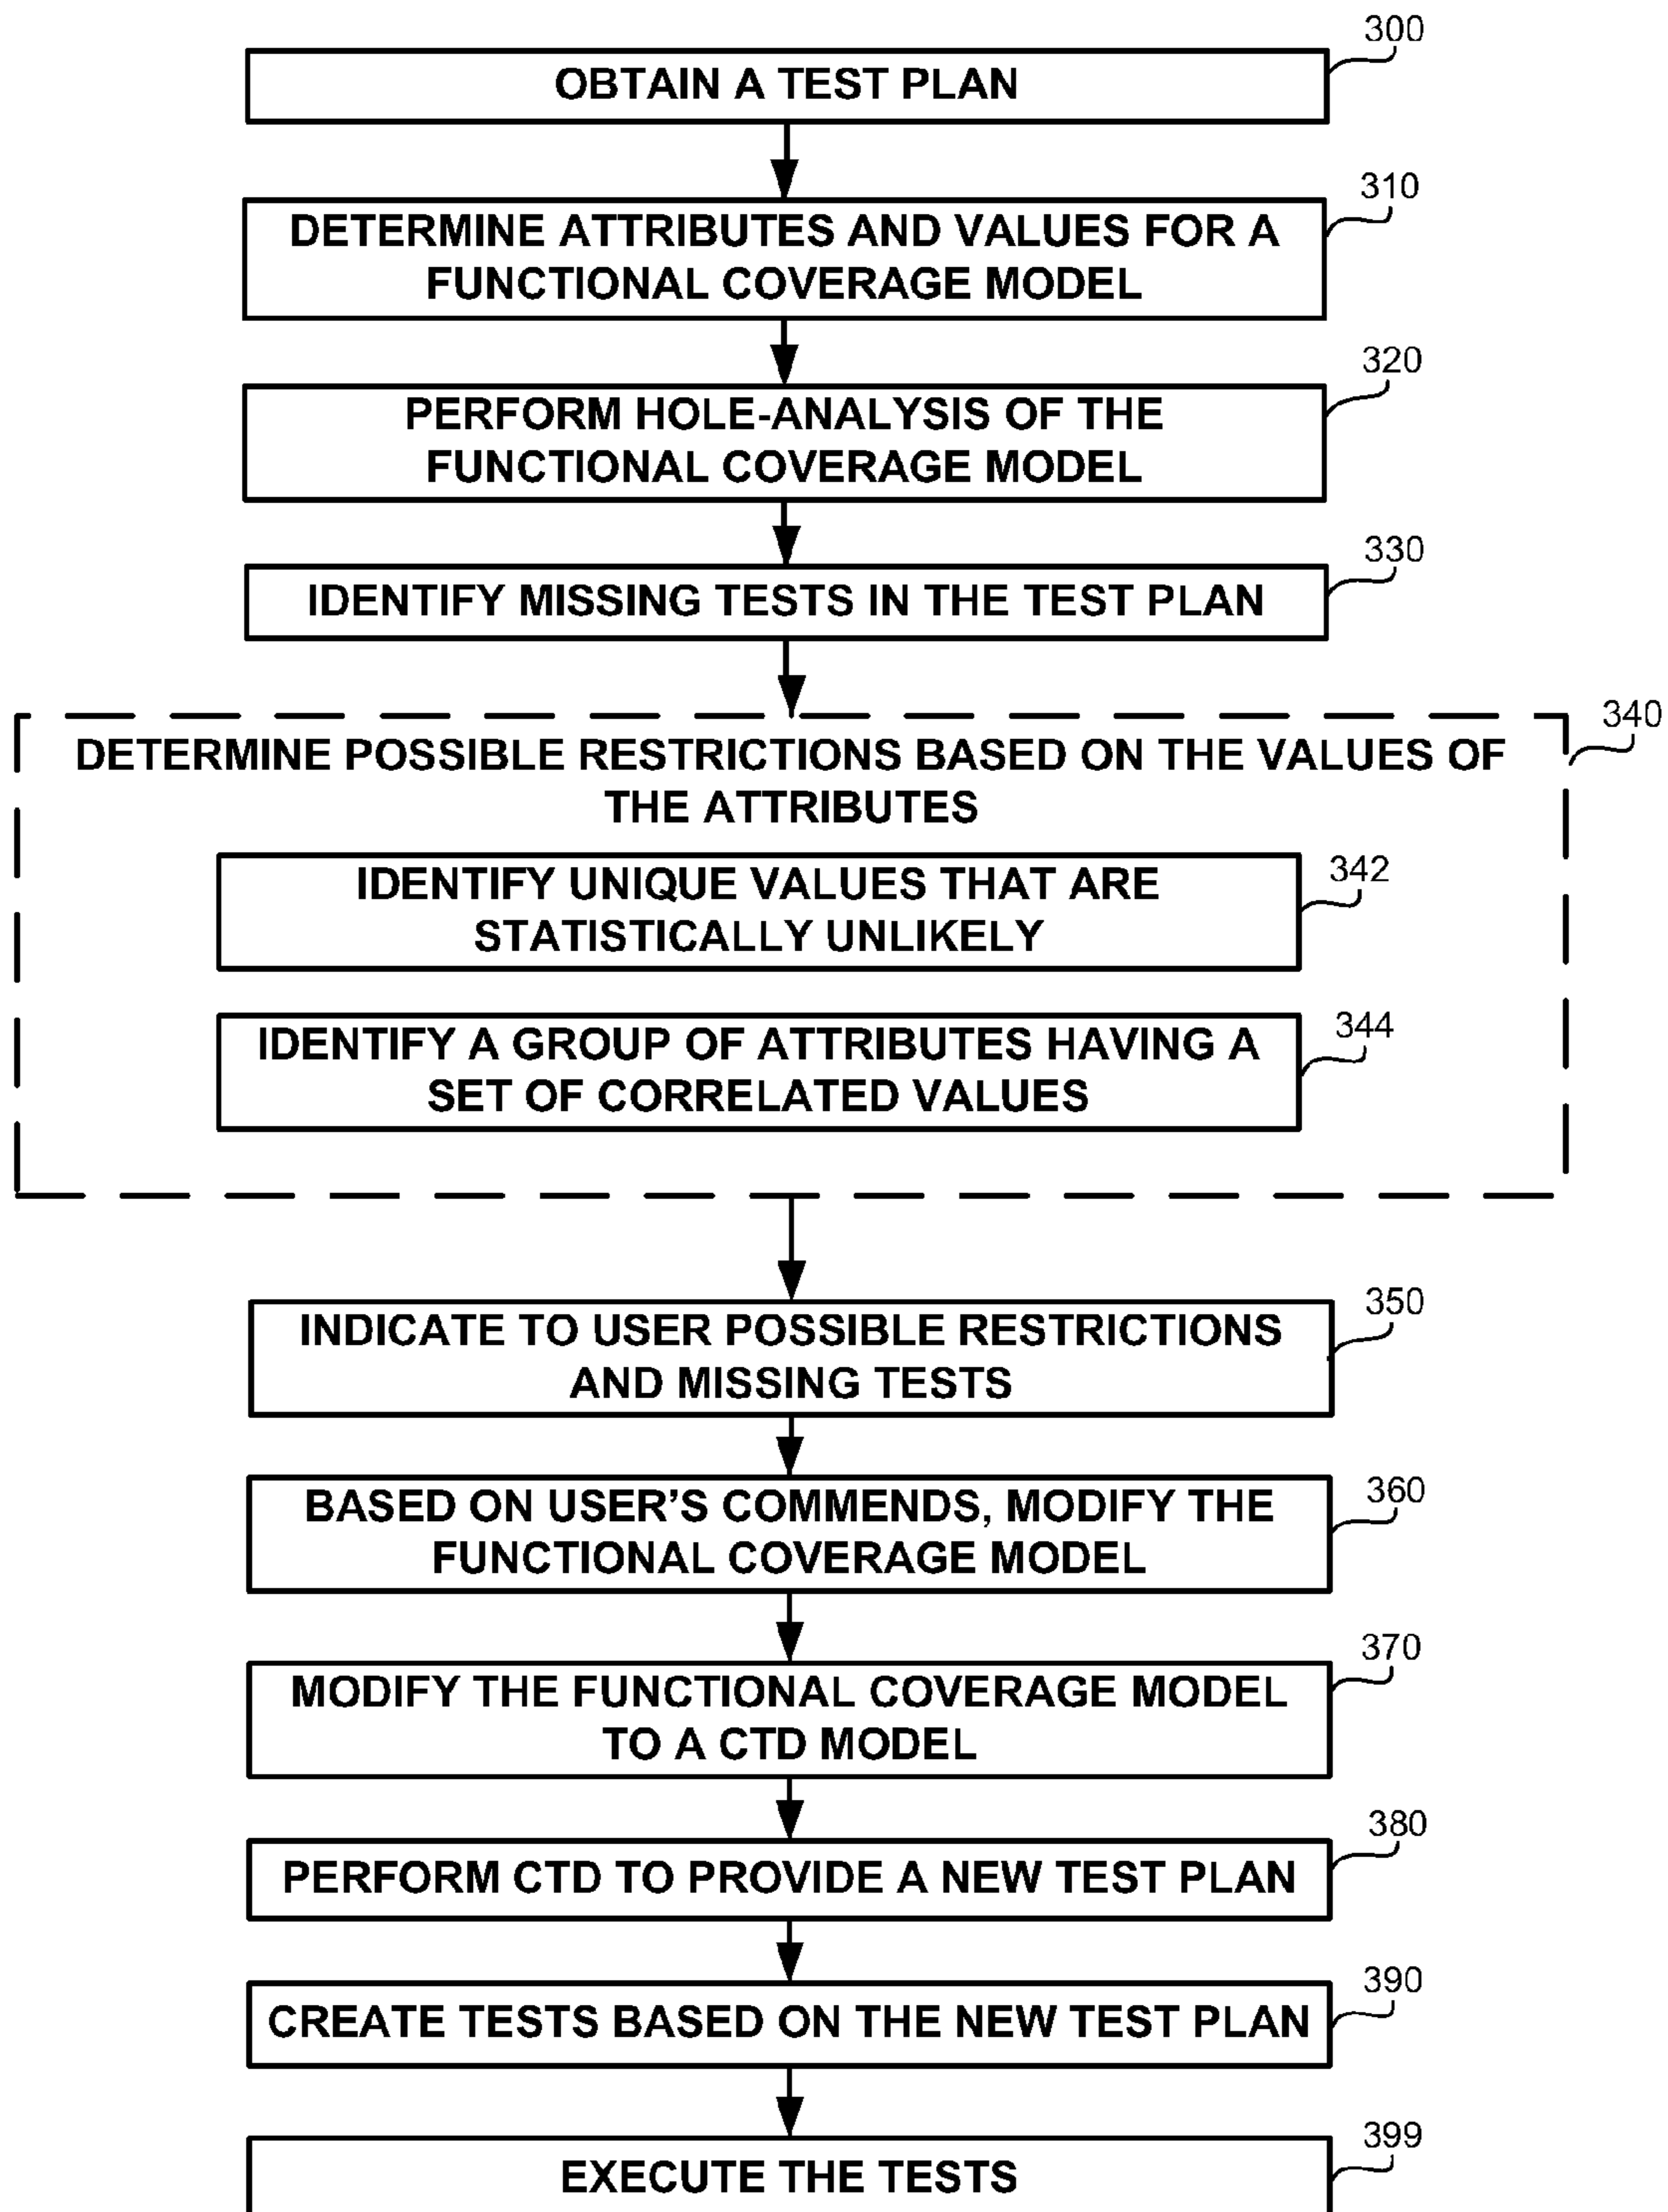 300
OBTAIN A TEST PLAN
310
DETERMINE ATTRIBUTES AND VALUES FOR A
FUNCTIONAL COVERAGE MODEL
320
PERFORM HOLE-ANALYSIS OF THE
FUNCTIONAL COVERAGE MODEL
330
IDENTIFY MISSING TESTS IN THE TEST PLAN
340
DETERMINE POSSIBLE RESTRICTIONS BASED ON THE VALUES OF
THE ATTRIBUTES
342
IDENTIFY UNIQUE VALUES THAT ARE
STATISTICALLY UNLIKELY
344
IDENTIFY A GROUP OF ATTRIBUTES HAVING A
SET OF CORRELATED VALUES
350
INDICATE TO USER POSSIBLE RESTRICTIONS
AND MISSING TESTS
360
BASED ON USER’S COMMENDS, MODIFY THE
FUNCTIONAL COVERAGE MODEL
370
MODIFY THE FUNCTIONAL COVERAGE MODEL
TO A CTD MODEL
380
PERFORM CTD TO PROVIDE A NEW TEST PLAN
390
CREATE TESTS BASED ON THE NEW TEST PLAN
399
EXECUTE THE TESTS